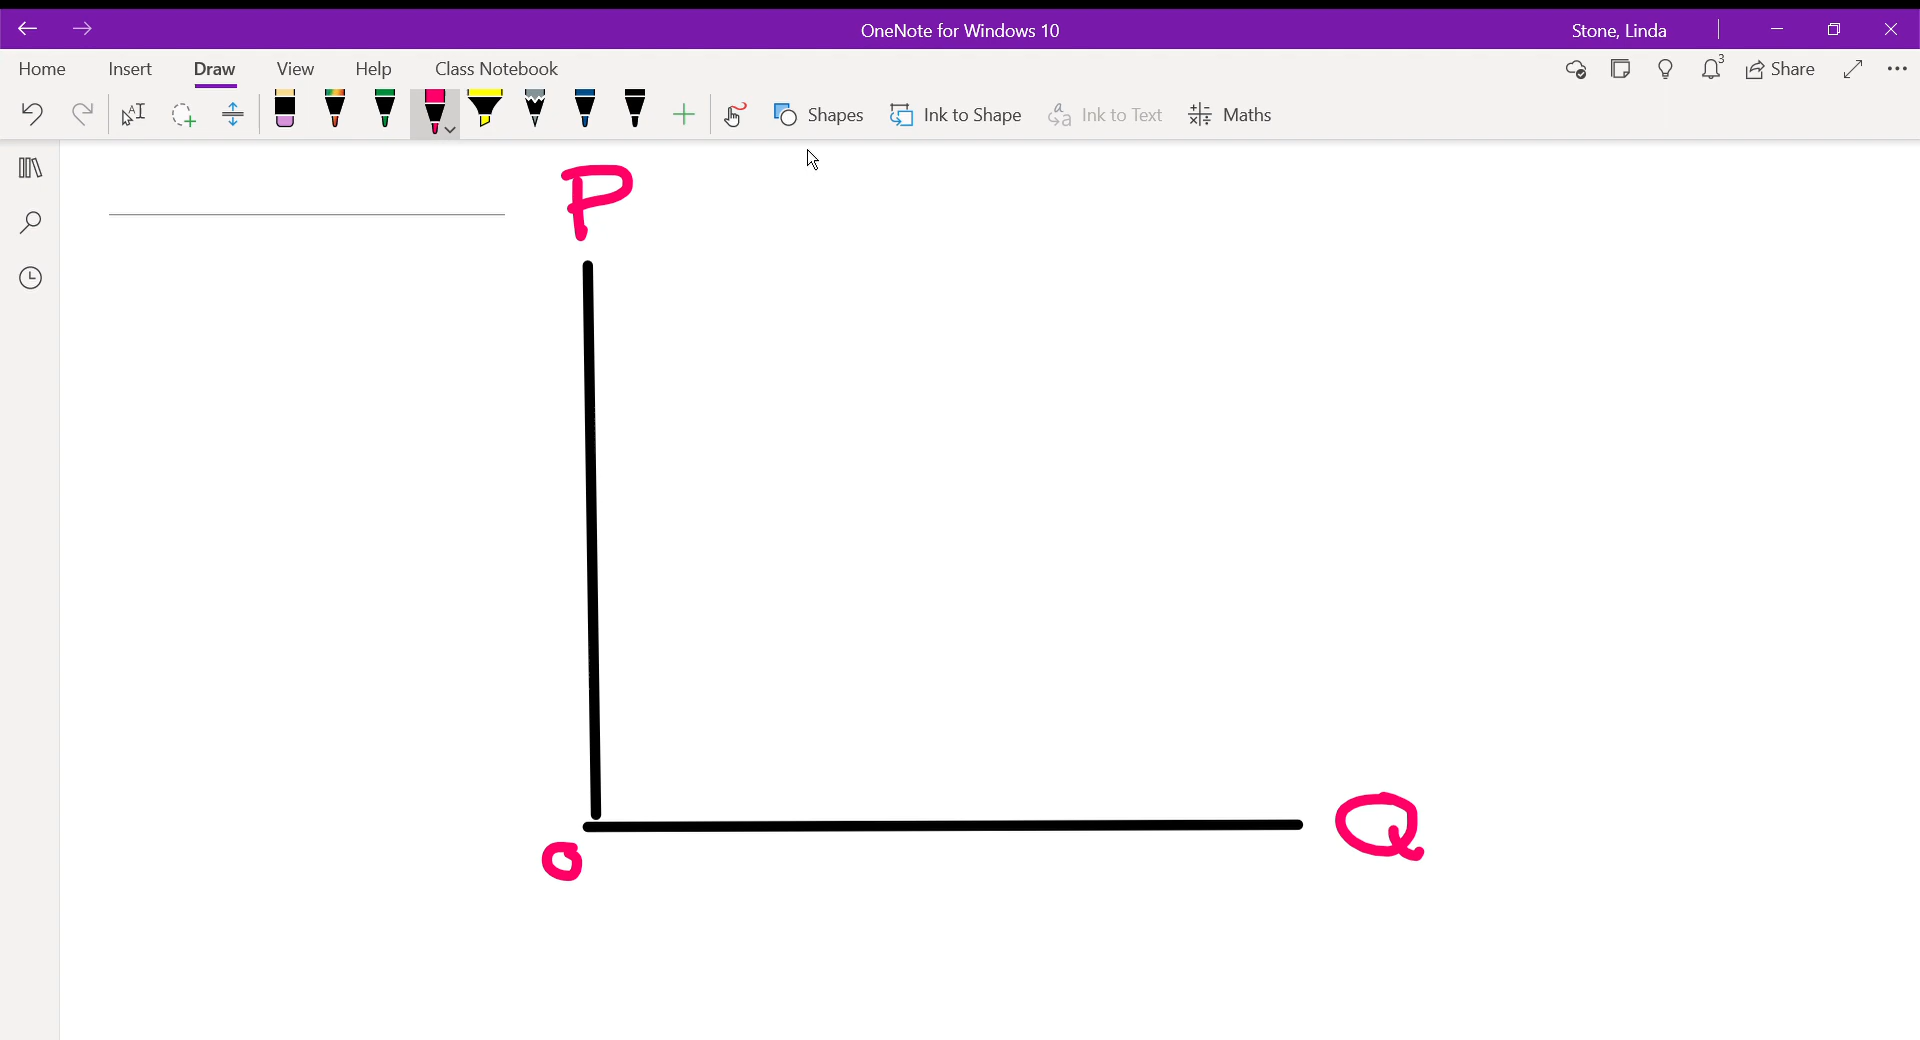 OneNote for Windows 10
Stone, Linda
Home Insert Draw View Help Class Notebook
3
Share
Shapes
Ink to Shape
Ink to Text
Maths
P
O
Q